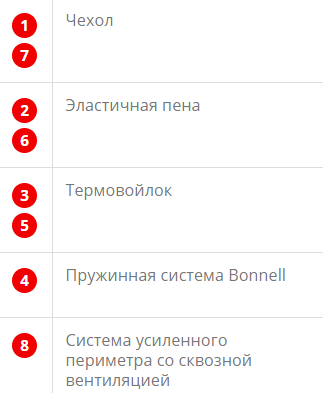 1 Чехол
7
2 Эластичная пена
6
3 Термовойлок
5
4 Пружинная система Bonnell
8 Система усиленного
периметра со сквозной
вентиляцией